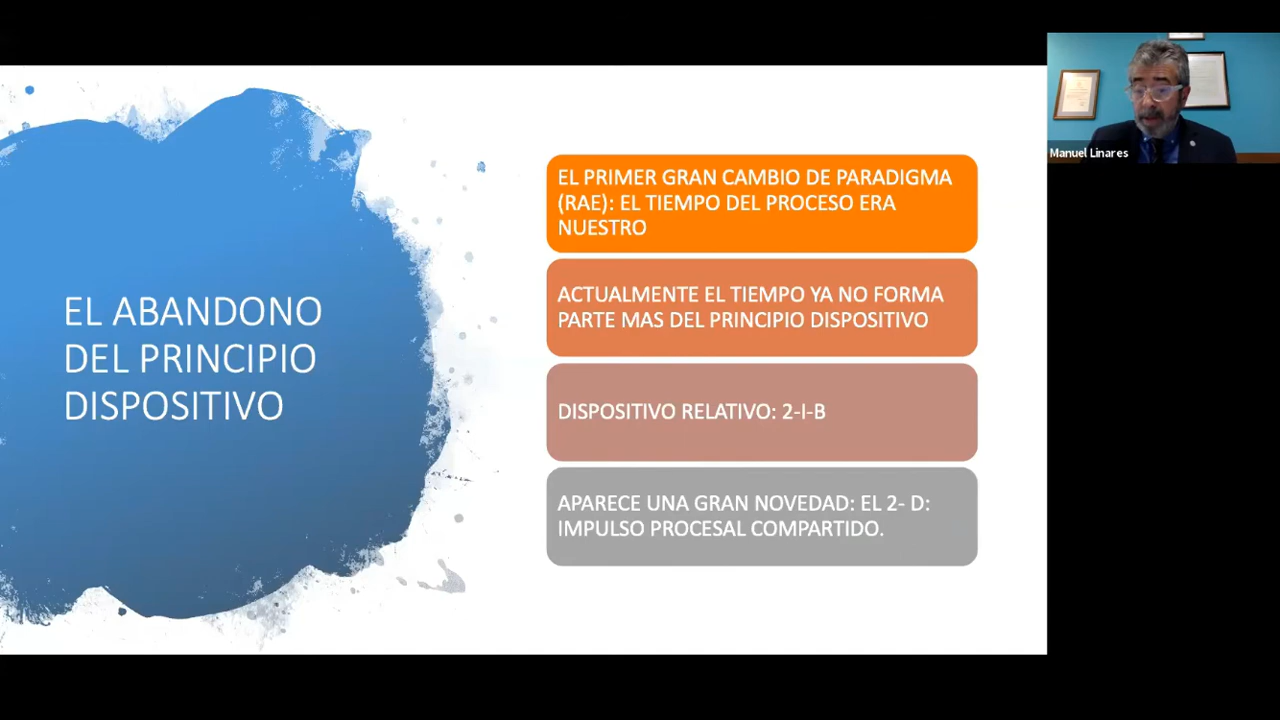 EL ABANDONO
DEL PRINCIPIO
DISPOSITIVO
EL PRIMER GRAN CAMBIO DE PARADIGMA
(RAE): EL TIEMPO DEL PROCESO ERA
NUESTRO
ACTUALMENTE EL TIEMPO YA NO FORMA
PARTE MAS DEL PRINCIPIO DISPOSITIVO
DISPOSITIVO RELATIVO: 2-I-B
APARECE UNA GRAN NOVEDAD: EL 2- D:
IMPULSO PROCESAL COMPARTIDO.
Manuel Linares